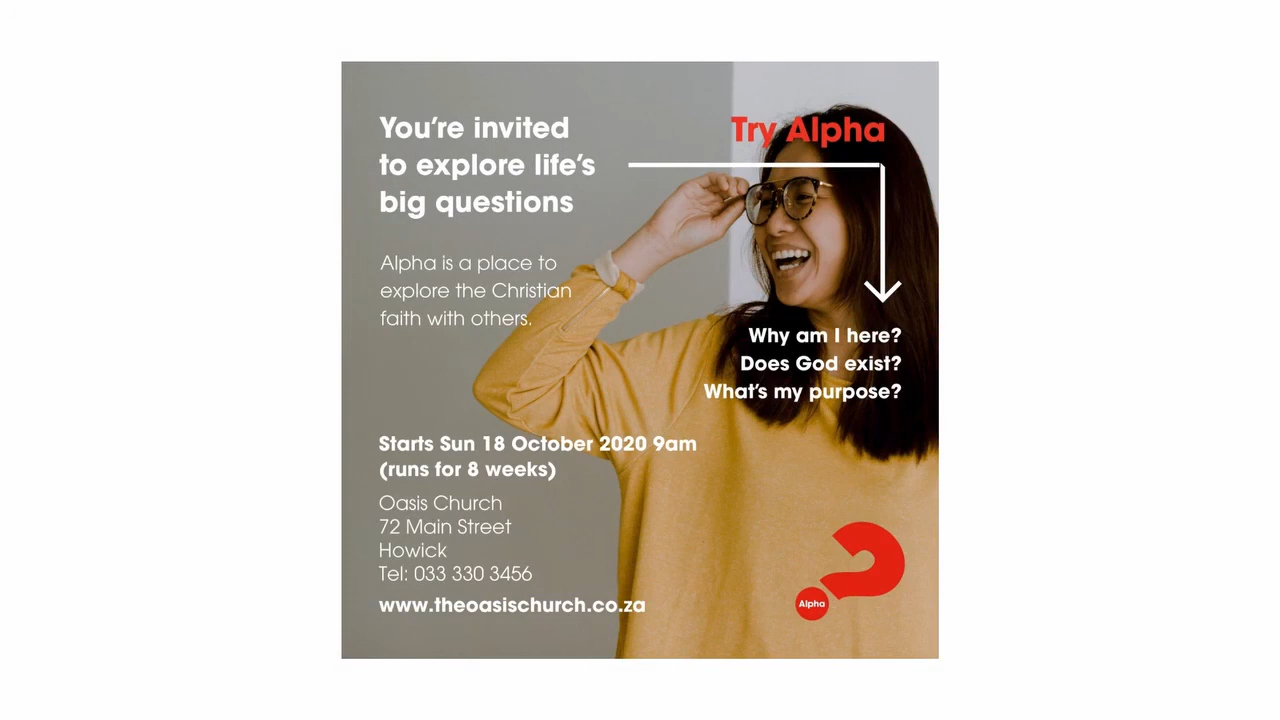 You're invited
to explore life's
big questions
Try Alpha
Alpha is a place to
explore the Christian
faith with others.
Why am I here?
Does God exist?
What's my purpose?
Starts Sun 18 October 2020 9am
(runs for 8 weeks)
Oasis Church
72 Main Street
Howick
Tel: 033 330 3456
www.theoasischurch.co.za
Alpha